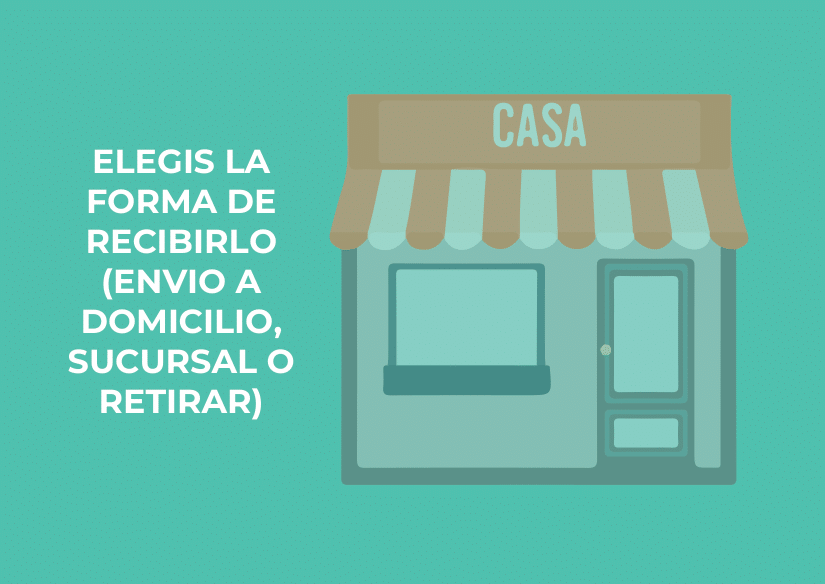 ELEGIS LA
FORMA DE
RECIBIRLO
(ENVIO A
DOMICILIO,
SUCURSAL O
RETIRAR)
CASA